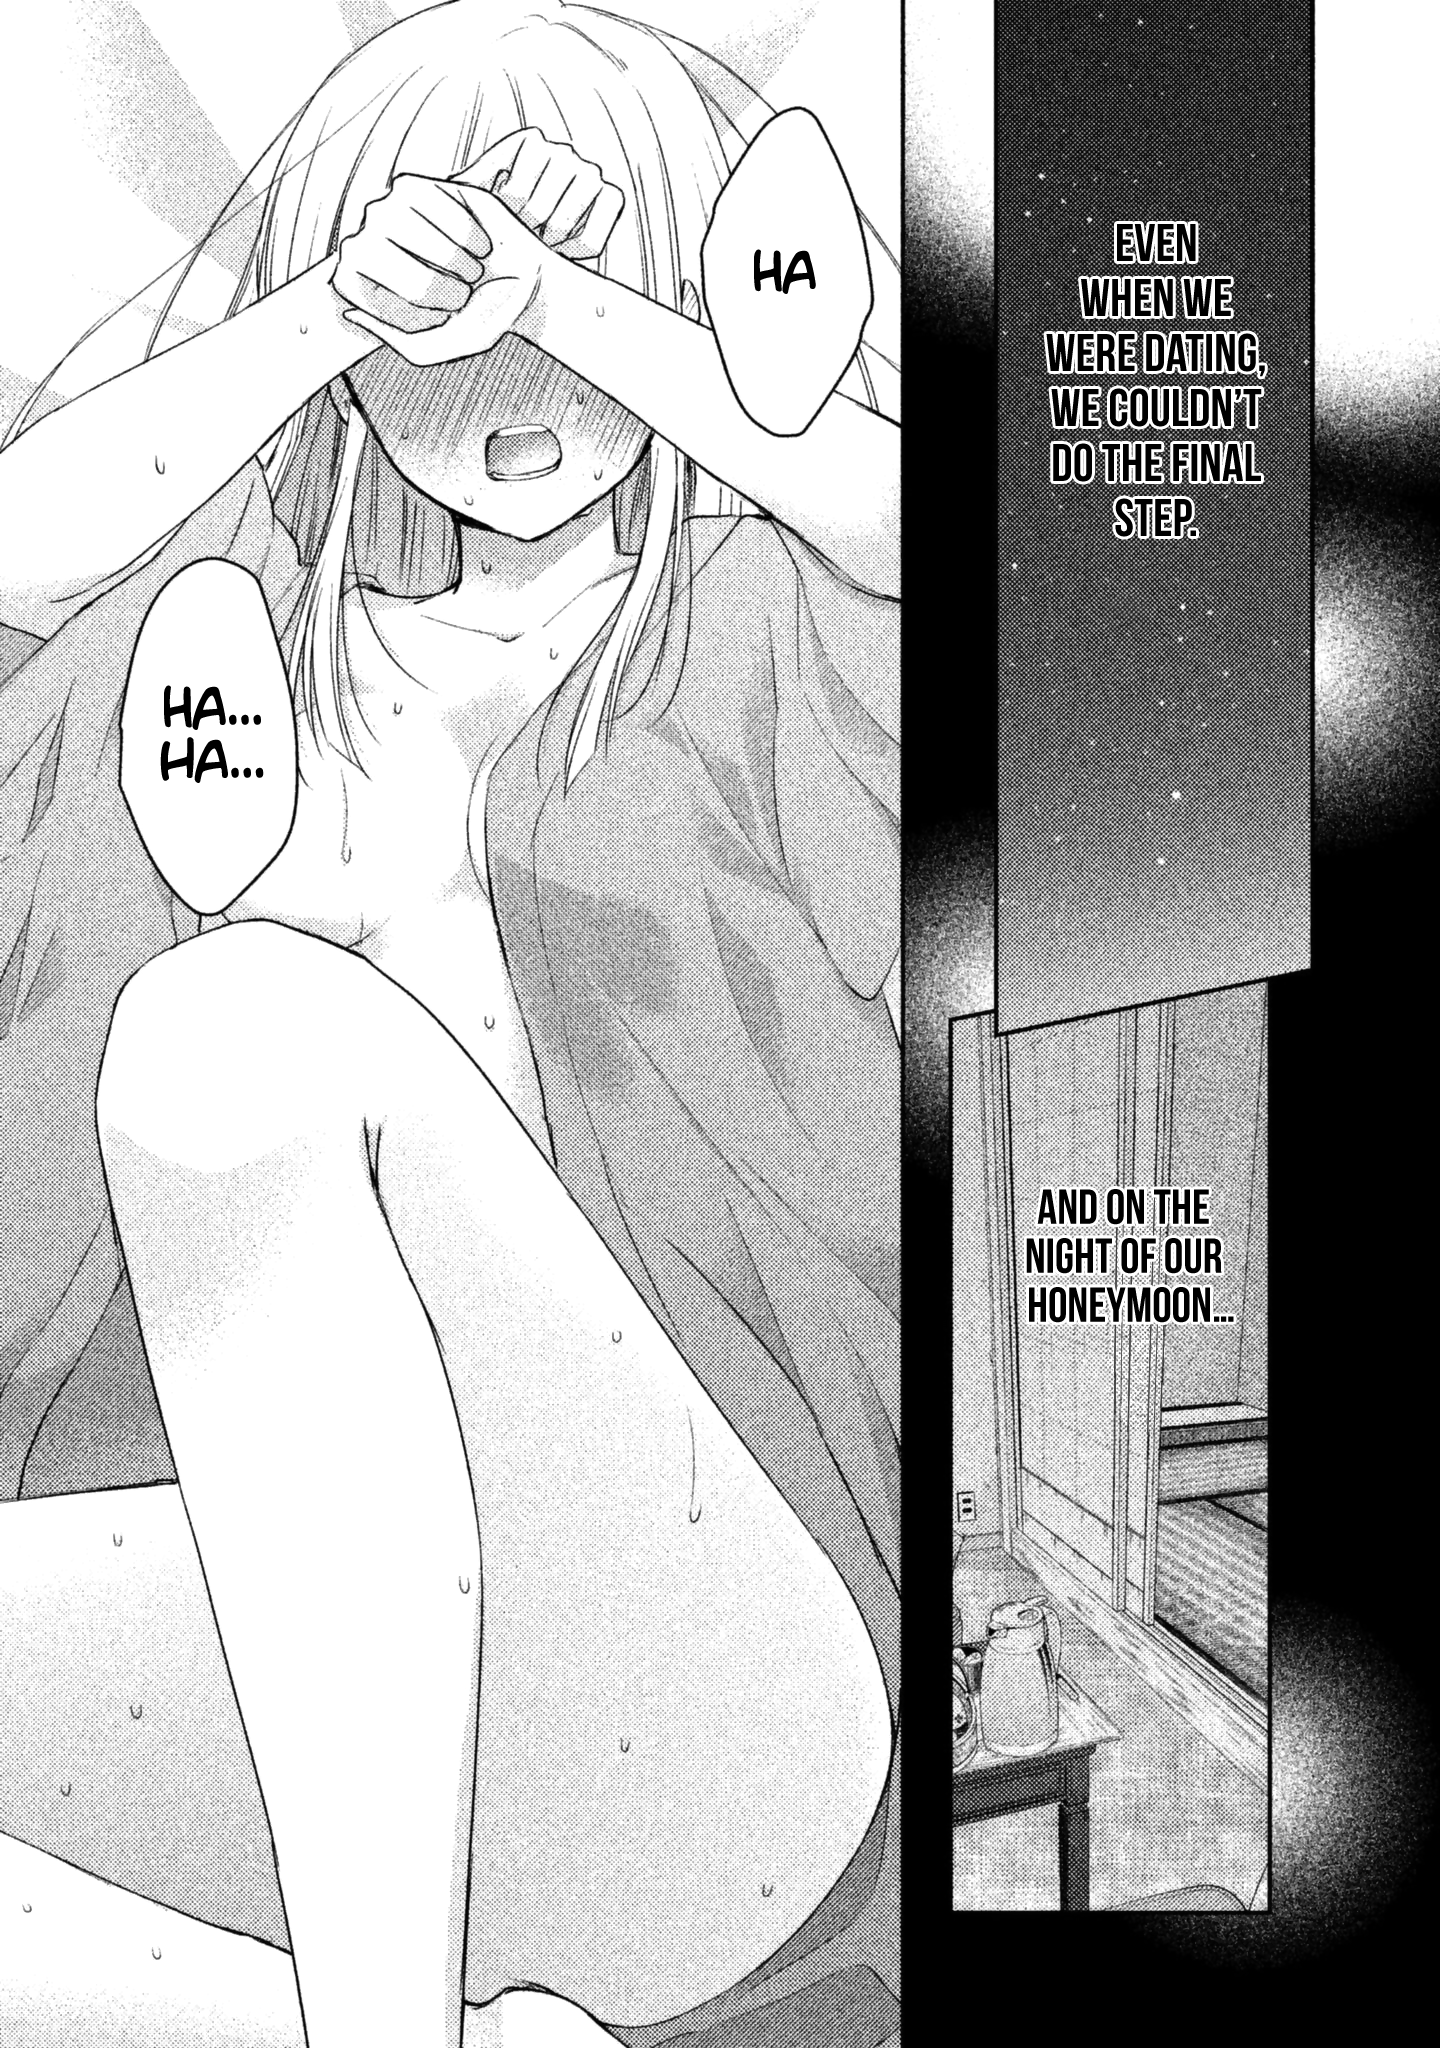 EVEN
WHEN WE
WERE DATING,
WE COULDN'T
DO THE FINAL
STEP.
AND ON THE
NIGHT OF OUR
HONEYMOON...
HA
HA...
HA...